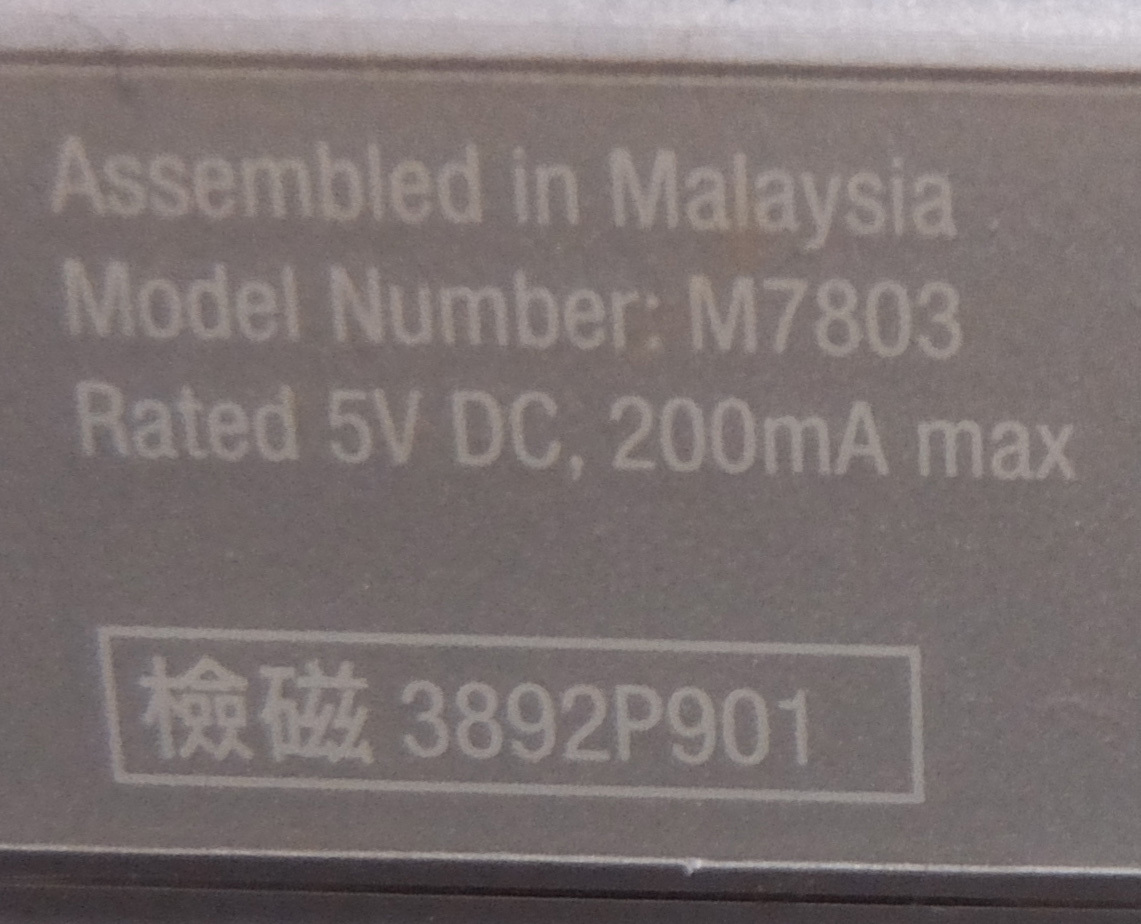 Assembled in Malaysia
Model Number: M7803
Rated 5V DC, 200mA max
檢磁 3892P901